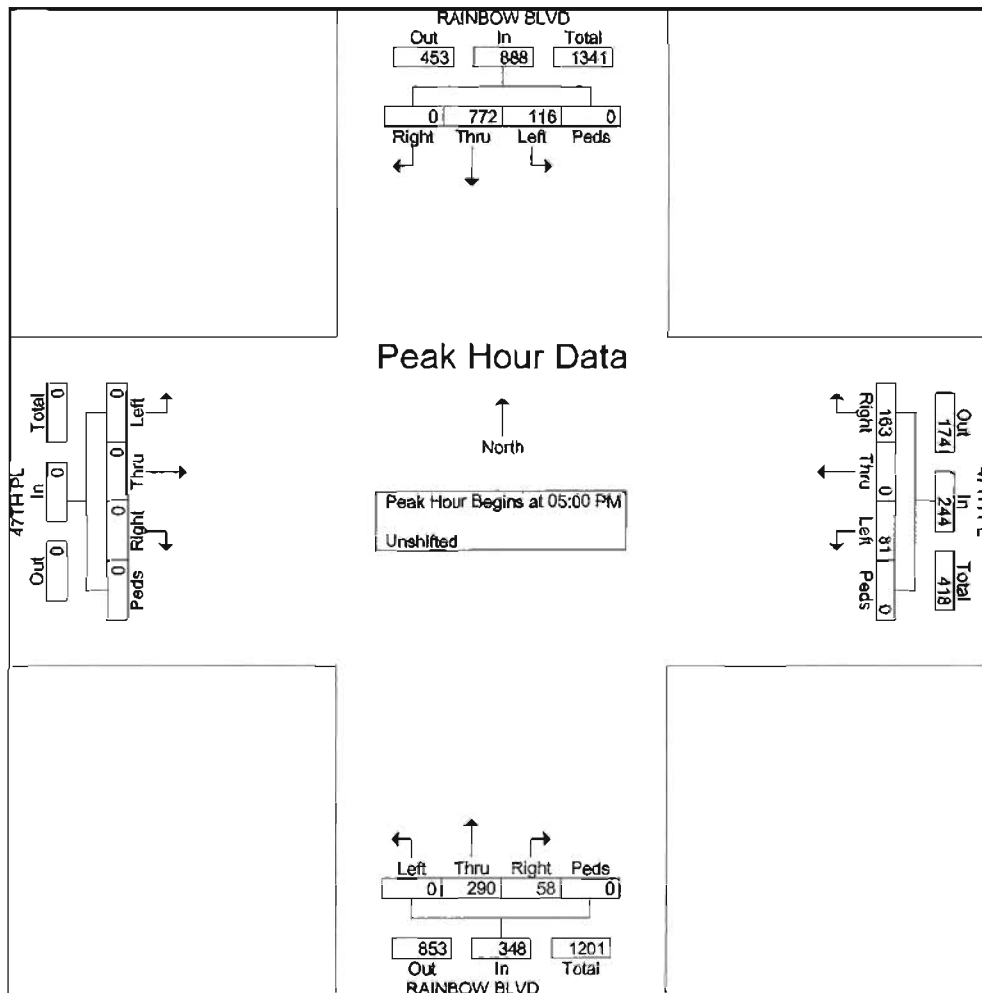 RAINBOW BLVD
Out In Total
453 888 1341
0 772 116 0
Right Thru Left Peds
Peak Hour Data
North
Peak Hour Begins at 05:00 PM
Unshifted
47TH PL
Total In Out
0 0 0
0 0 0 0
Left Thru Right Peds
Right Thru Left Peds
163 0 81 0
174 244 418
Out In Total
Left Thru Right Peds
0 290 58 0
853 348 1201
Out In Total
RAINBOW BLVD